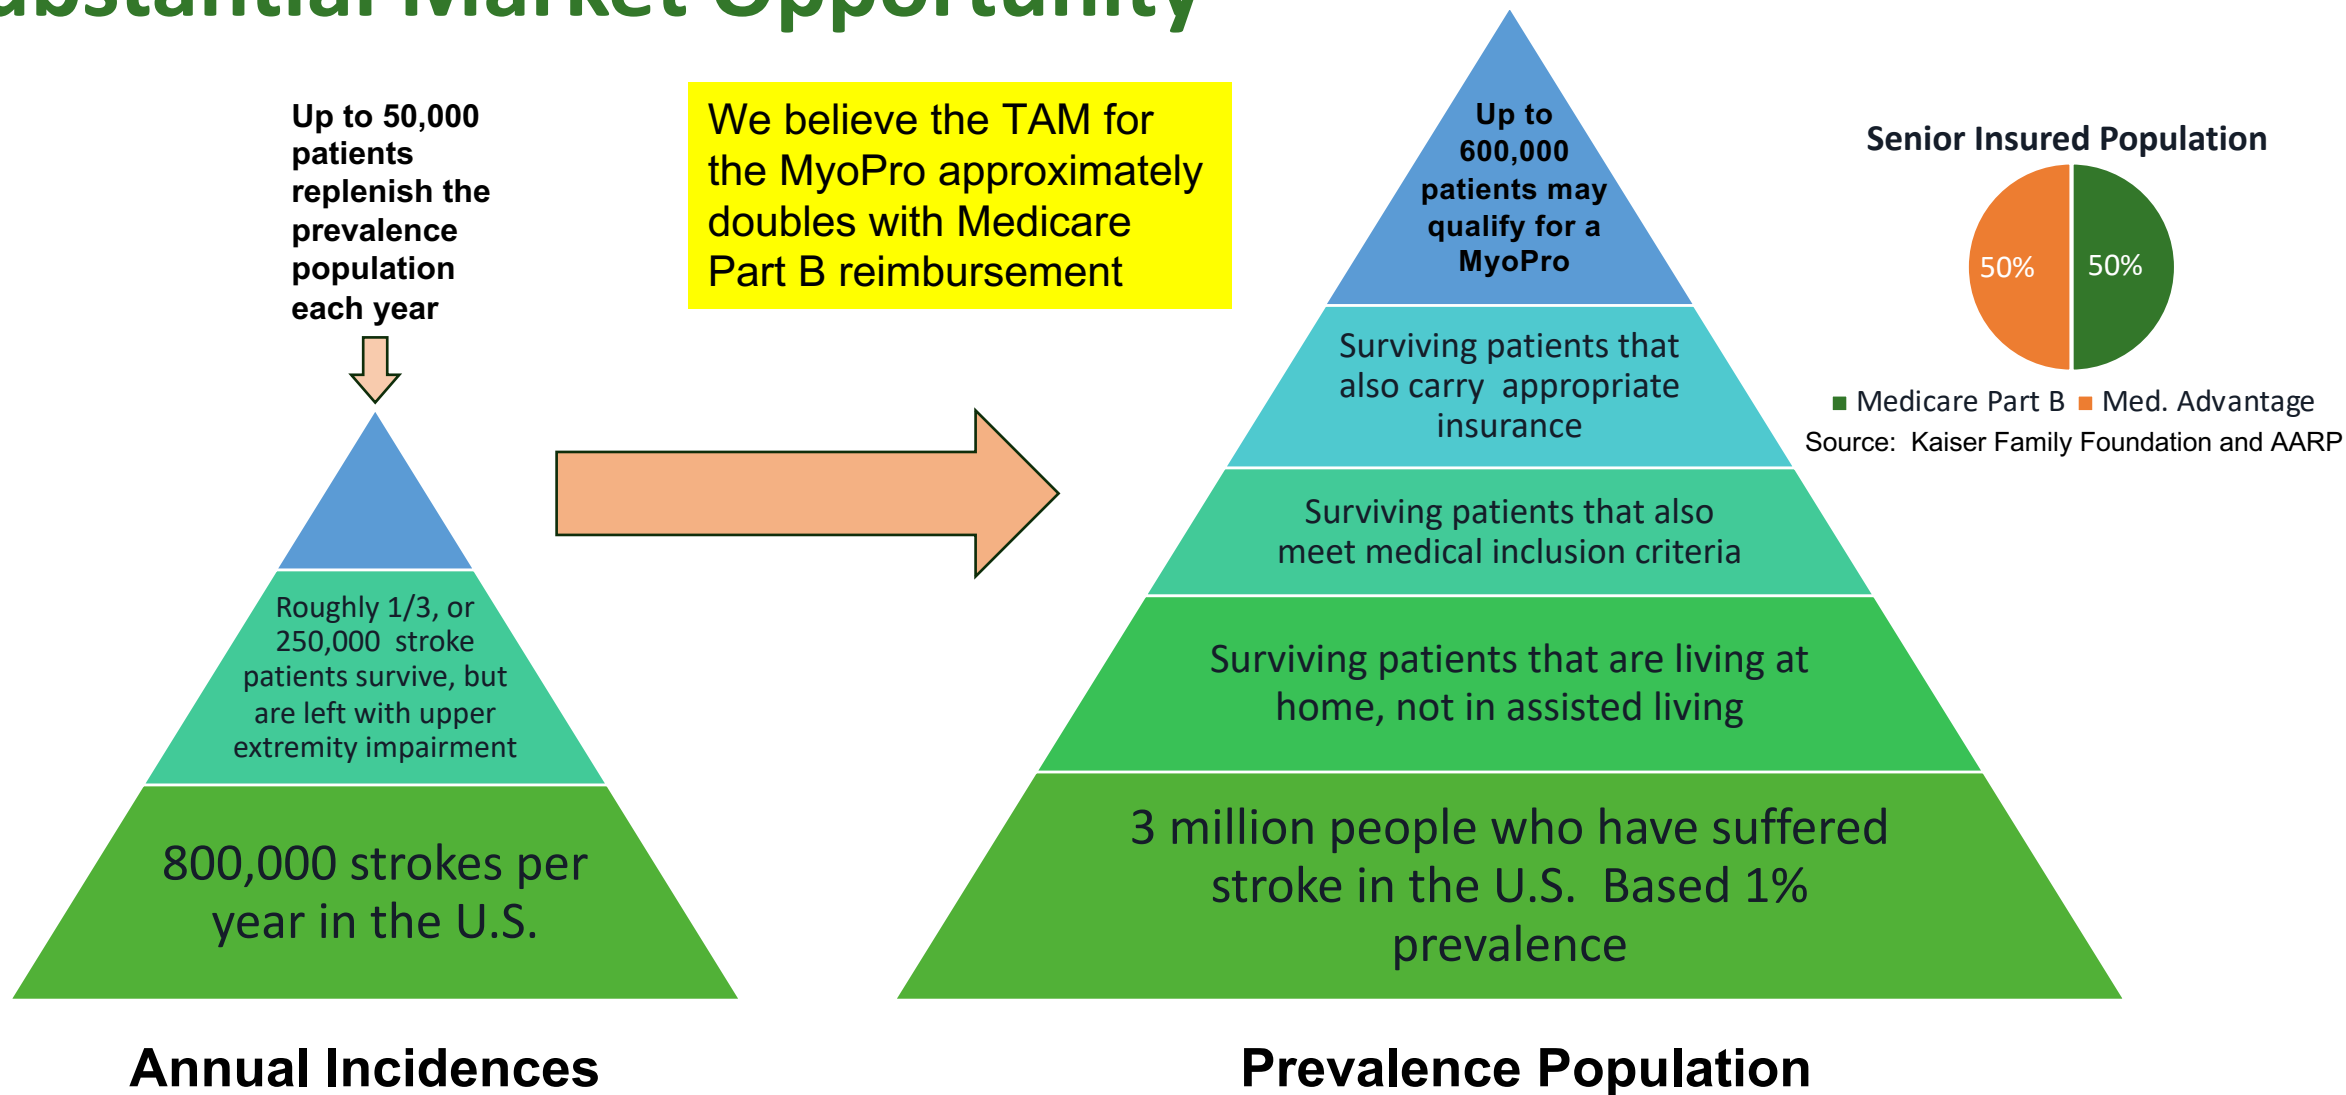 Market Opportunity
Up to 50,000
patients
replenish the
prevalence
population
each year
We believe the TAM for
the MyoPro approximately
doubles with Medicare
Part B reimbursement
Roughly 1/3, or
250,000 stroke
patients survive, but
are left with upper
extremity impairment
800,000 strokes per
year in the U.S.
Annual Incidences
Up to
600,000
patients may
qualify for a
MyoPro
Surviving patients that
also carry appropriate
insurance
Surviving patients that also
meet medical inclusion criteria
Surviving patients that are living at
home, not in assisted living
3 million people who have suffered
stroke in the U.S. Based 1%
prevalence
Prevalence Population
Senior Insured Population
50% 50%
Medicare Part B Med. Advantage
Source: Kaiser Family Foundation and AARP